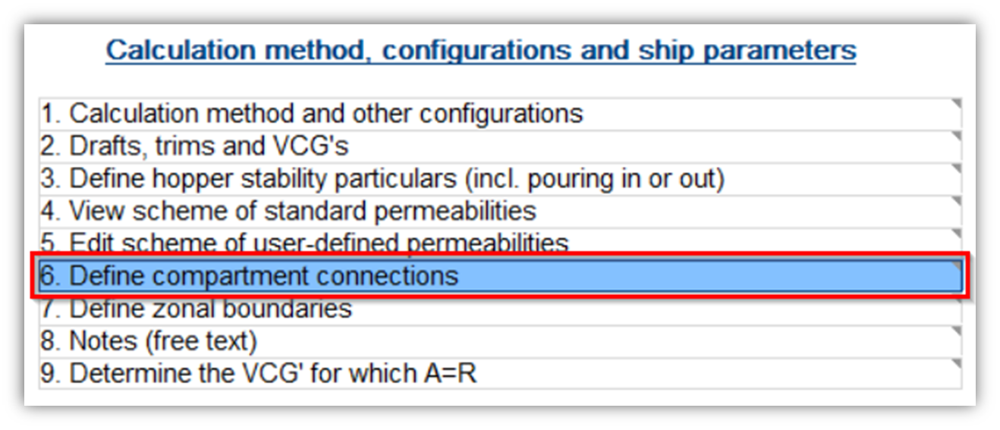 Calculation method, configurations and ship parameters
1. Calculation method and other configurations
2. Drafts, trims and VCG's
3. Define hopper stability particulars (incl. pouring in or out)
4. View scheme of standard permeabilities
5. Edit scheme of user-defined permeabilities
6. Define compartment connections
7. Define zonal boundaries
8. Notes (free text)
9. Determine the VCG' for which A=R